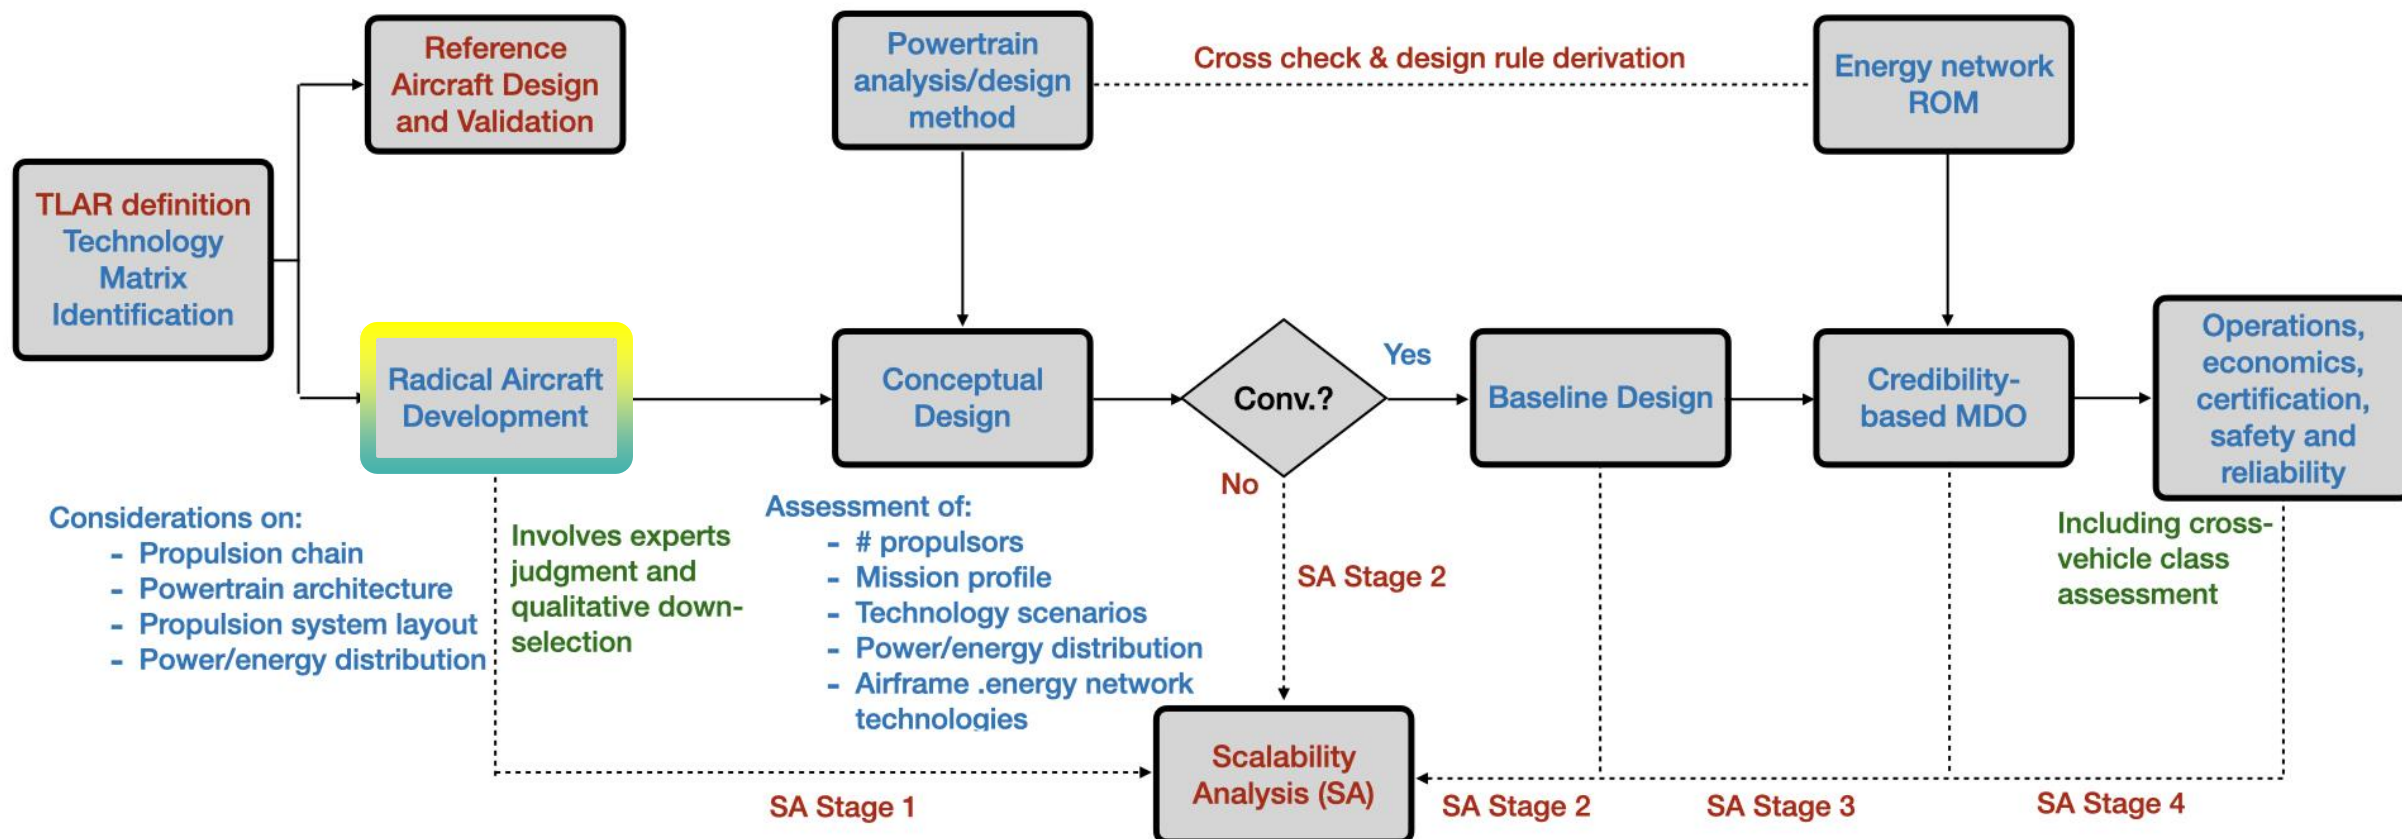 Reference
Aircraft Design
and Validation
Powertrain
analysis/design
method
Cross check & design rule derivation
Energy network
ROM
TLAR definition
Technology
Matrix
Identification
Radical Aircraft
Development
Conceptual
Design
Conv.?
Yes
No
Baseline Design
Credibility-
based MDO
Operations,
economics,
certification,
safety and
reliability
Considerations on:
- Propulsion chain
- Powertrain architecture
- Propulsion system layout
- Power/energy distribution
Involves experts
judgment and
qualitative down-
selection
Assessment of:
- # propulsors
- Mission profile
- Technology scenarios
- Power/energy distribution
- Airframe .energy network
technologies
SA Stage 2
Including cross-
vehicle class
assessment
Scalability
Analysis (SA)
SA Stage 1
SA Stage 2
SA Stage 3
SA Stage 4